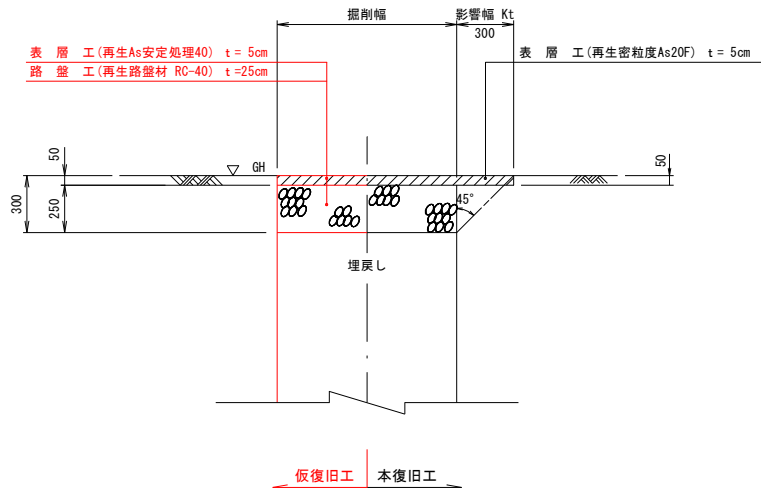 掘削幅
影響幅 Kt
300
表 層 工(再生As安定処理40) t = 5cm
路 盤 工(再生路盤材 RC-40) t =25cm
表 層 工(再生密粒度As20F) t = 5cm
GH
50
300
250
50
45°
埋戻し
仮復旧工
本復旧工